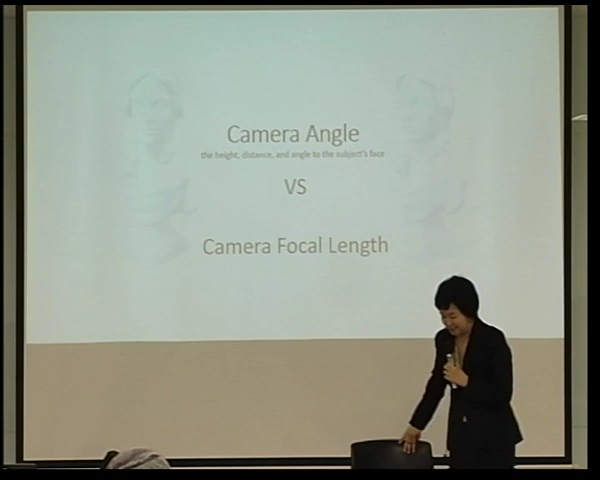 Camera Angle
the height, distance, and angle to the subject's face
VS
Camera Focal Length